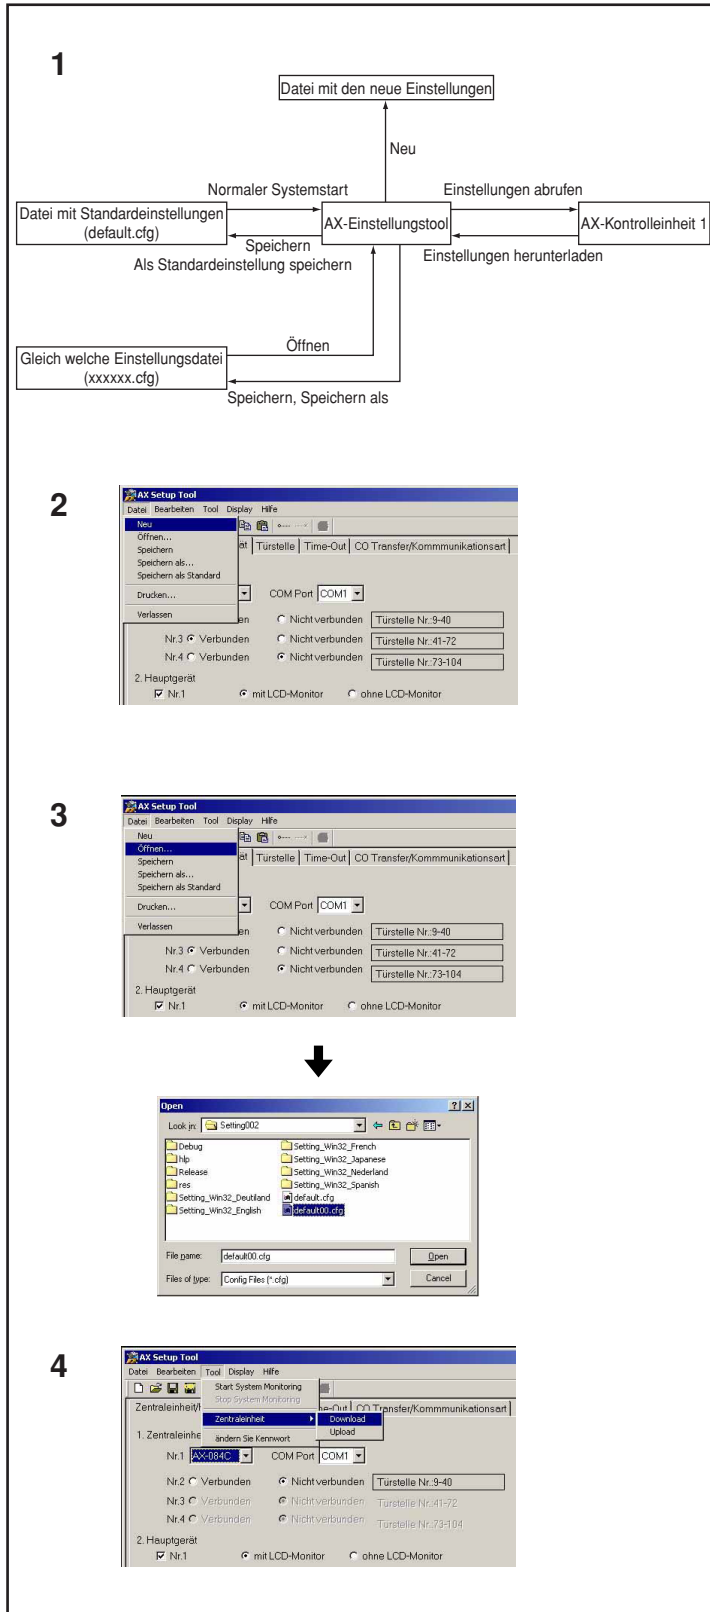 1
Datei mit den neue Einstellungen
Neu
Normaler Systemstart
Einstellungen abrufen
Datei mit Standardeinstellungen
(default.cfg)
AX-Einstellungstool
AX-Kontrolleinheit 1
Speichern
Als Standardeinstellung speichern
Einstellungen herunterladen
Öffnen
Gleich welche Einstellungsdatei
(xxxxxx.cfg)
Speichern, Speichern als
2
AX Setup Tool
Datei Bearbeiten Tool Display Hilfe
Neu
Öffnen...
Speichern
Speichern als...
Speichern als Standard
Drucken...
Verlassen
ät Türstelle Time-Out CO Transfer/Kommmunikationsart
COM Port COM1
en Nicht verbunden Türstelle Nr.:9-40
Nr.3 Verbunden Nicht verbunden Türstelle Nr.:41-72
Nr.4 Verbunden Nicht verbunden Türstelle Nr.:73-104
2. Hauptgerät
Nr.1 mit LCD-Monitor ohne LCD-Monitor
3
AX Setup Tool
Datei Bearbeiten Tool Display Hilfe
Neu
Öffnen...
Speichern
Speichern als...
Speichern als Standard
Drucken...
Verlassen
ät Türstelle Time-Out CO Transfer/Kommmunikationsart
COM Port COM1
en Nicht verbunden Türstelle Nr.:9-40
Nr.3 Verbunden Nicht verbunden Türstelle Nr.:41-72
Nr.4 Verbunden Nicht verbunden Türstelle Nr.:73-104
2. Hauptgerät
Nr.1 mit LCD-Monitor ohne LCD-Monitor
Open
Look in: Setting002
Debug Setting_Win32_French
hlp Setting_Win32_Japanese
Release Setting_Win32_Nederland
res Setting_Win32_Spanish
Setting_Win32_Deutiland default.cfg
Setting_Win32_English default00.cfg
File name: default00.cfg Open
Files of type: Config Files (*.cfg) Cancel
4
AX Setup Tool
Datei Bearbeiten Tool Display Hilfe
Start System Monitoring
Stop System Monitoring
Zentraleinheit/H me-Out CO Transfer/Kommmunikationsart
Zentraleinheit Download
Upload
1. Zentraleinhe ändern Sie Kennwort
Nr.1 AX-084C COM Port COM1
Nr.2 Verbunden Nicht verbunden Türstelle Nr.:9-40
Nr.3 Verbunden Nicht verbunden Türstelle Nr.:41-72
Nr.4 Verbunden Nicht verbunden Türstelle Nr.:73-104
2. Hauptgerät
Nr.1 mit LCD-Monitor ohne LCD-Monitor